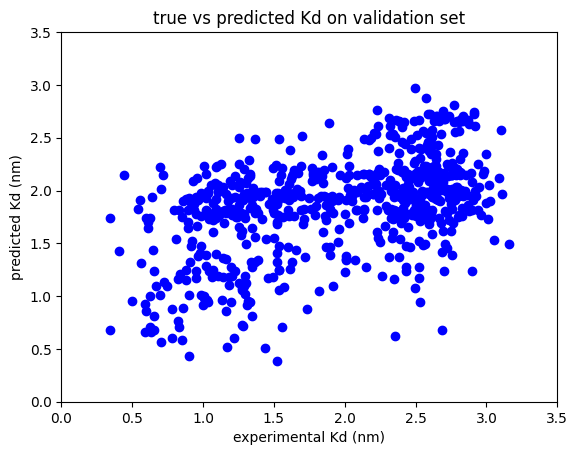 true vs predicted Kd on validation set
3.5
3.0
2.5
2.0
1.5
1.0
0.5
0.0
predicted Kd (nm)
0.0 0.5 1.0 1.5 2.0 2.5 3.0 3.5
experimental Kd (nm)